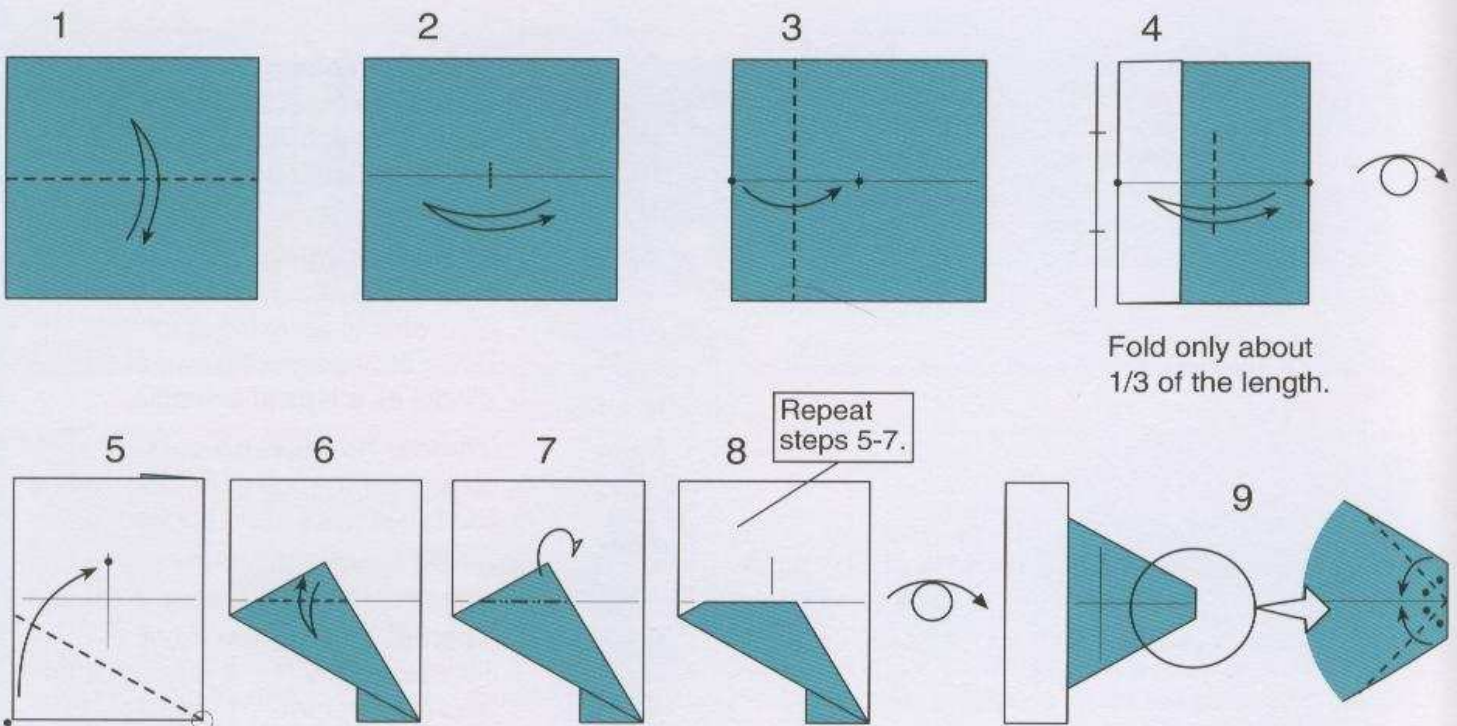 1
2
3
4
Fold only about
1/3 of the length.
5
6
7
8
Repeat
steps 5-7.
9